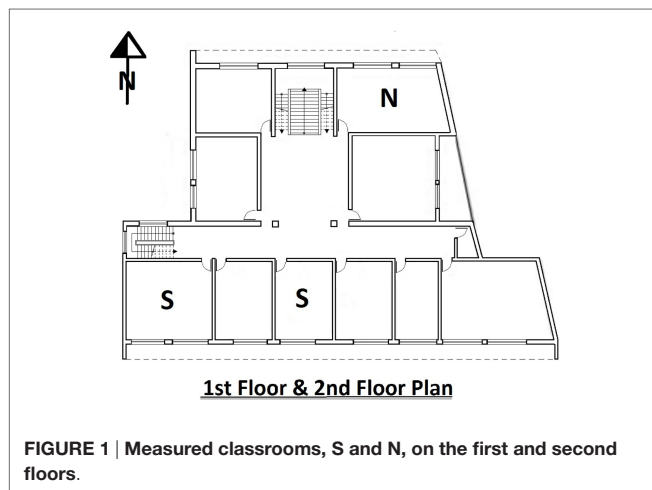 N
N
S
S
1st Floor & 2nd Floor Plan
FIGURE 1 | Measured classrooms, S and N, on the first and second
floors.